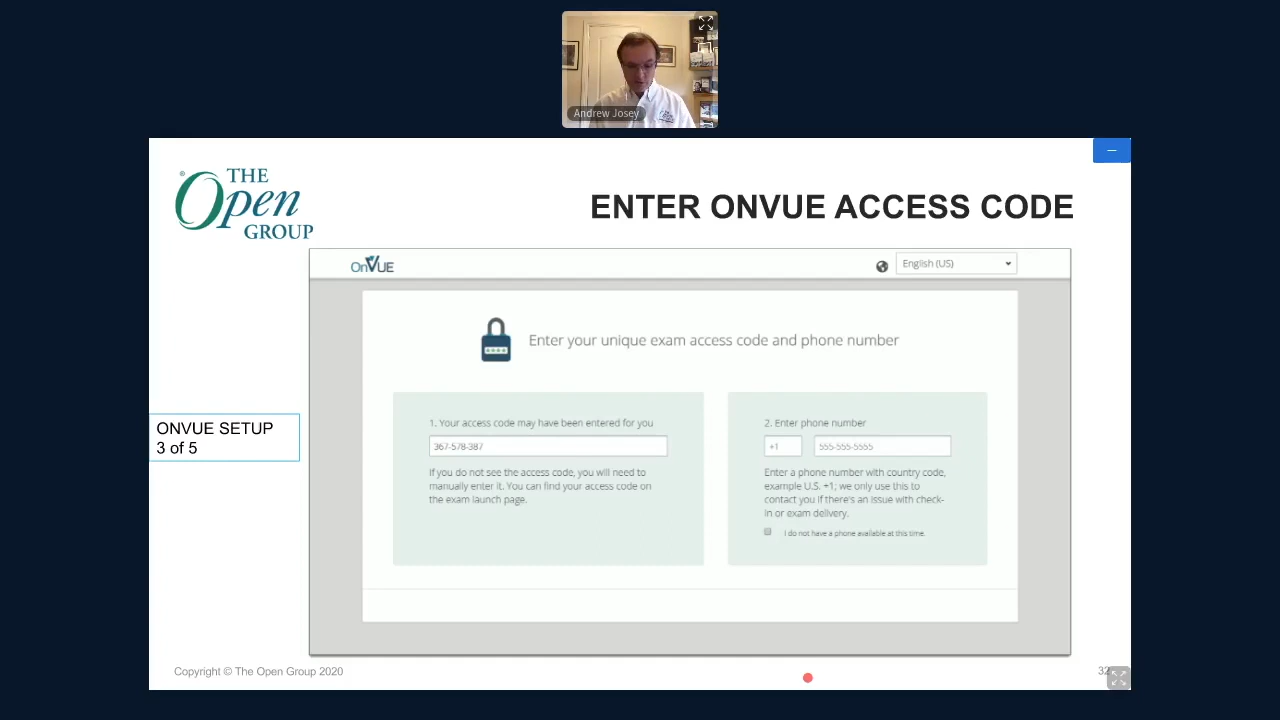 Andrew Josey
THE
Open
GROUP
ENTER ONVUE ACCESS CODE
OnVUE
English (US)
Enter your unique exam access code and phone number
1. Your access code may have been entered for you
367-578-387
If you do not see the access code, you will need to
manually enter it. You can find your access code on
the exam launch page.
2. Enter phone number
+1
555-555-5555
Enter a phone number with country code,
example U.S. +1; we only use this to
contact you if there's an issue with check-
in or exam delivery.
I do not have a phone available at this time.
ONVUE SETUP
3 of 5
Copyright © The Open Group 2020